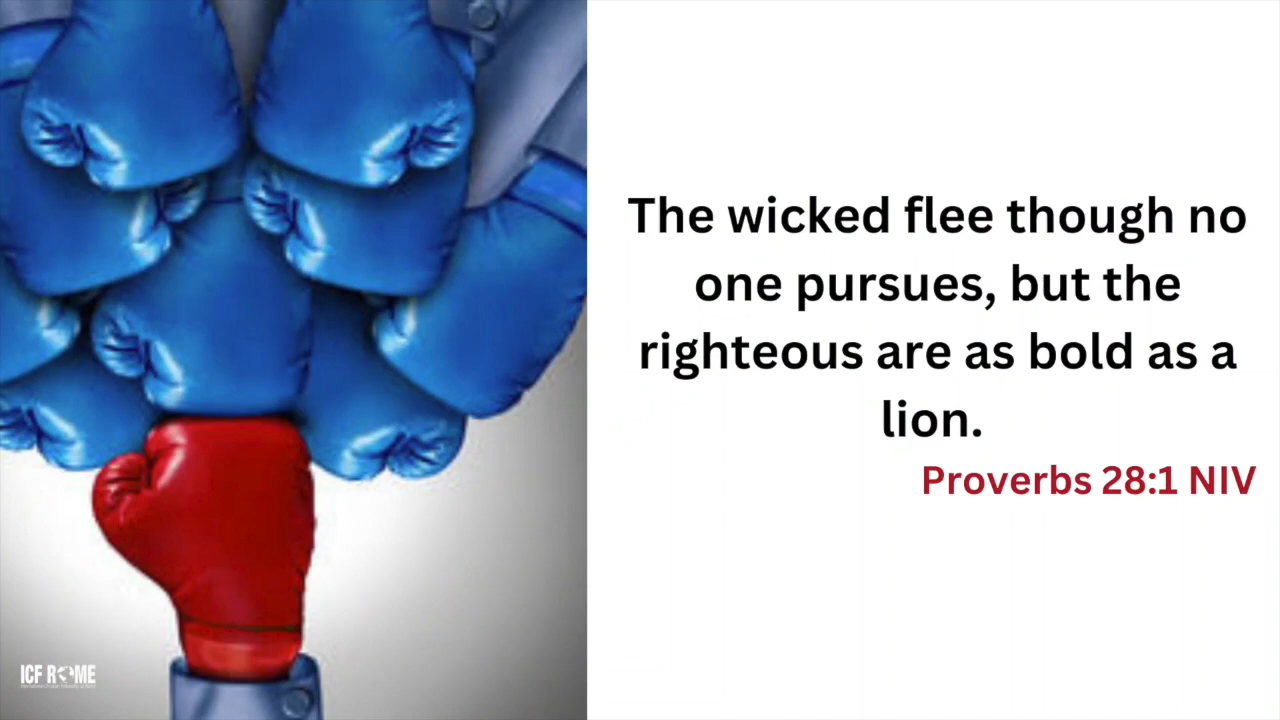 The wicked flee though no
one pursues, but the
righteous are as bold as a
lion.
Proverbs 28:1 NIV
ICF ROME